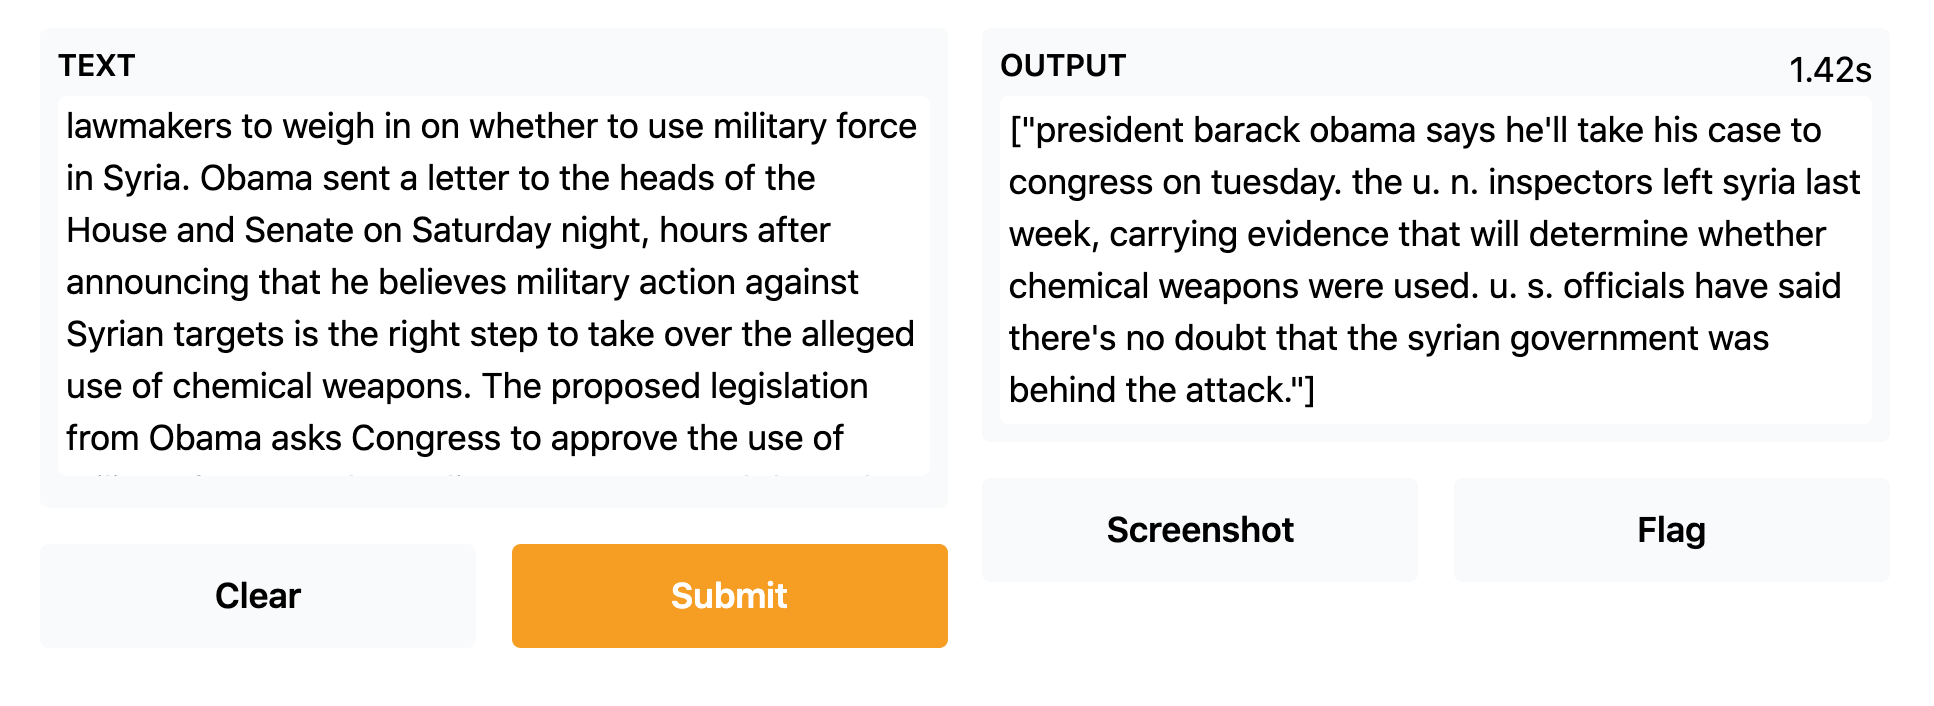 TEXT
lawmakers to weigh in on whether to use military force
in Syria. Obama sent a letter to the heads of the
House and Senate on Saturday night, hours after
announcing that he believes military action against
Syrian targets is the right step to take over the alleged
use of chemical weapons. The proposed legislation
from Obama asks Congress to approve the use of
Clear
Submit
OUTPUT
1.42s
["president barack obama says he'll take his case to
congress on tuesday. the u. n. inspectors left syria last
week, carrying evidence that will determine whether
chemical weapons were used. u. s. officials have said
there's no doubt that the syrian government was
behind the attack."]
Screenshot
Flag